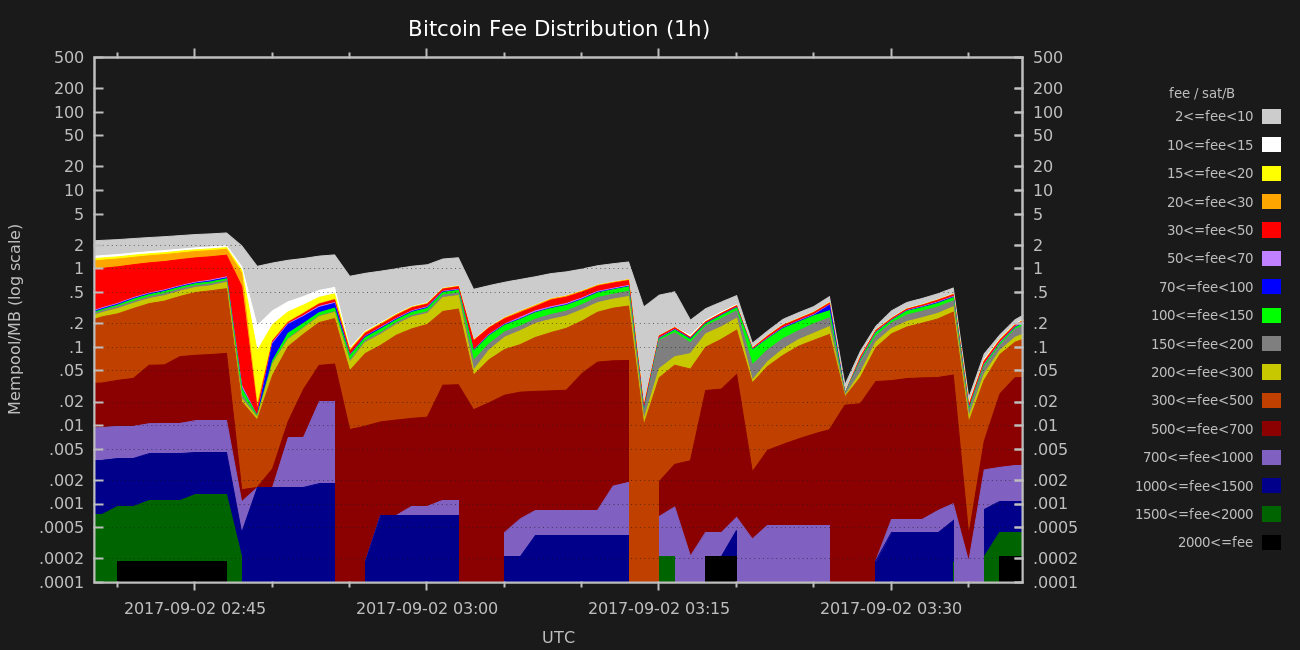 Bitcoin Fee Distribution (1h)
500
200
100
50
20
10
5
2
1
.5
.2
.1
.05
.02
.01
.005
.002
.001
.0005
.0002
.0001
Mempool/MB (log scale)
500
200
100
50
20
10
5
2
1
.5
.2
.1
.05
.02
.01
.005
.002
.001
.0005
.0002
.0001
2017-09-02 02:45
2017-09-02 03:00
2017-09-02 03:15
2017-09-02 03:30
UTC
fee / sat/B
2<=fee<10
10<=fee<15
15<=fee<20
20<=fee<30
30<=fee<50
50<=fee<70
70<=fee<100
100<=fee<150
150<=fee<200
200<=fee<300
300<=fee<500
500<=fee<700
700<=fee<1000
1000<=fee<1500
1500<=fee<2000
2000<=fee